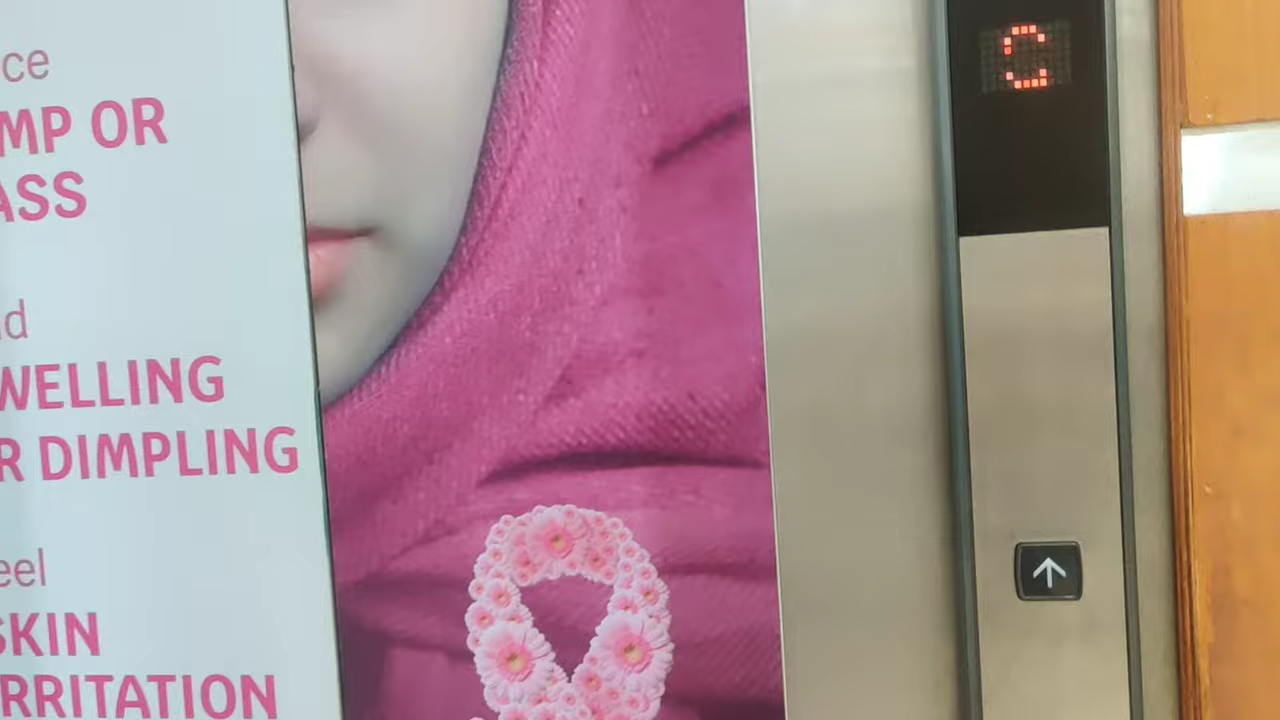 ce
MP OR
ASS
d
WELLING
R DIMPLING
eel
SKIN
RRITATION
G